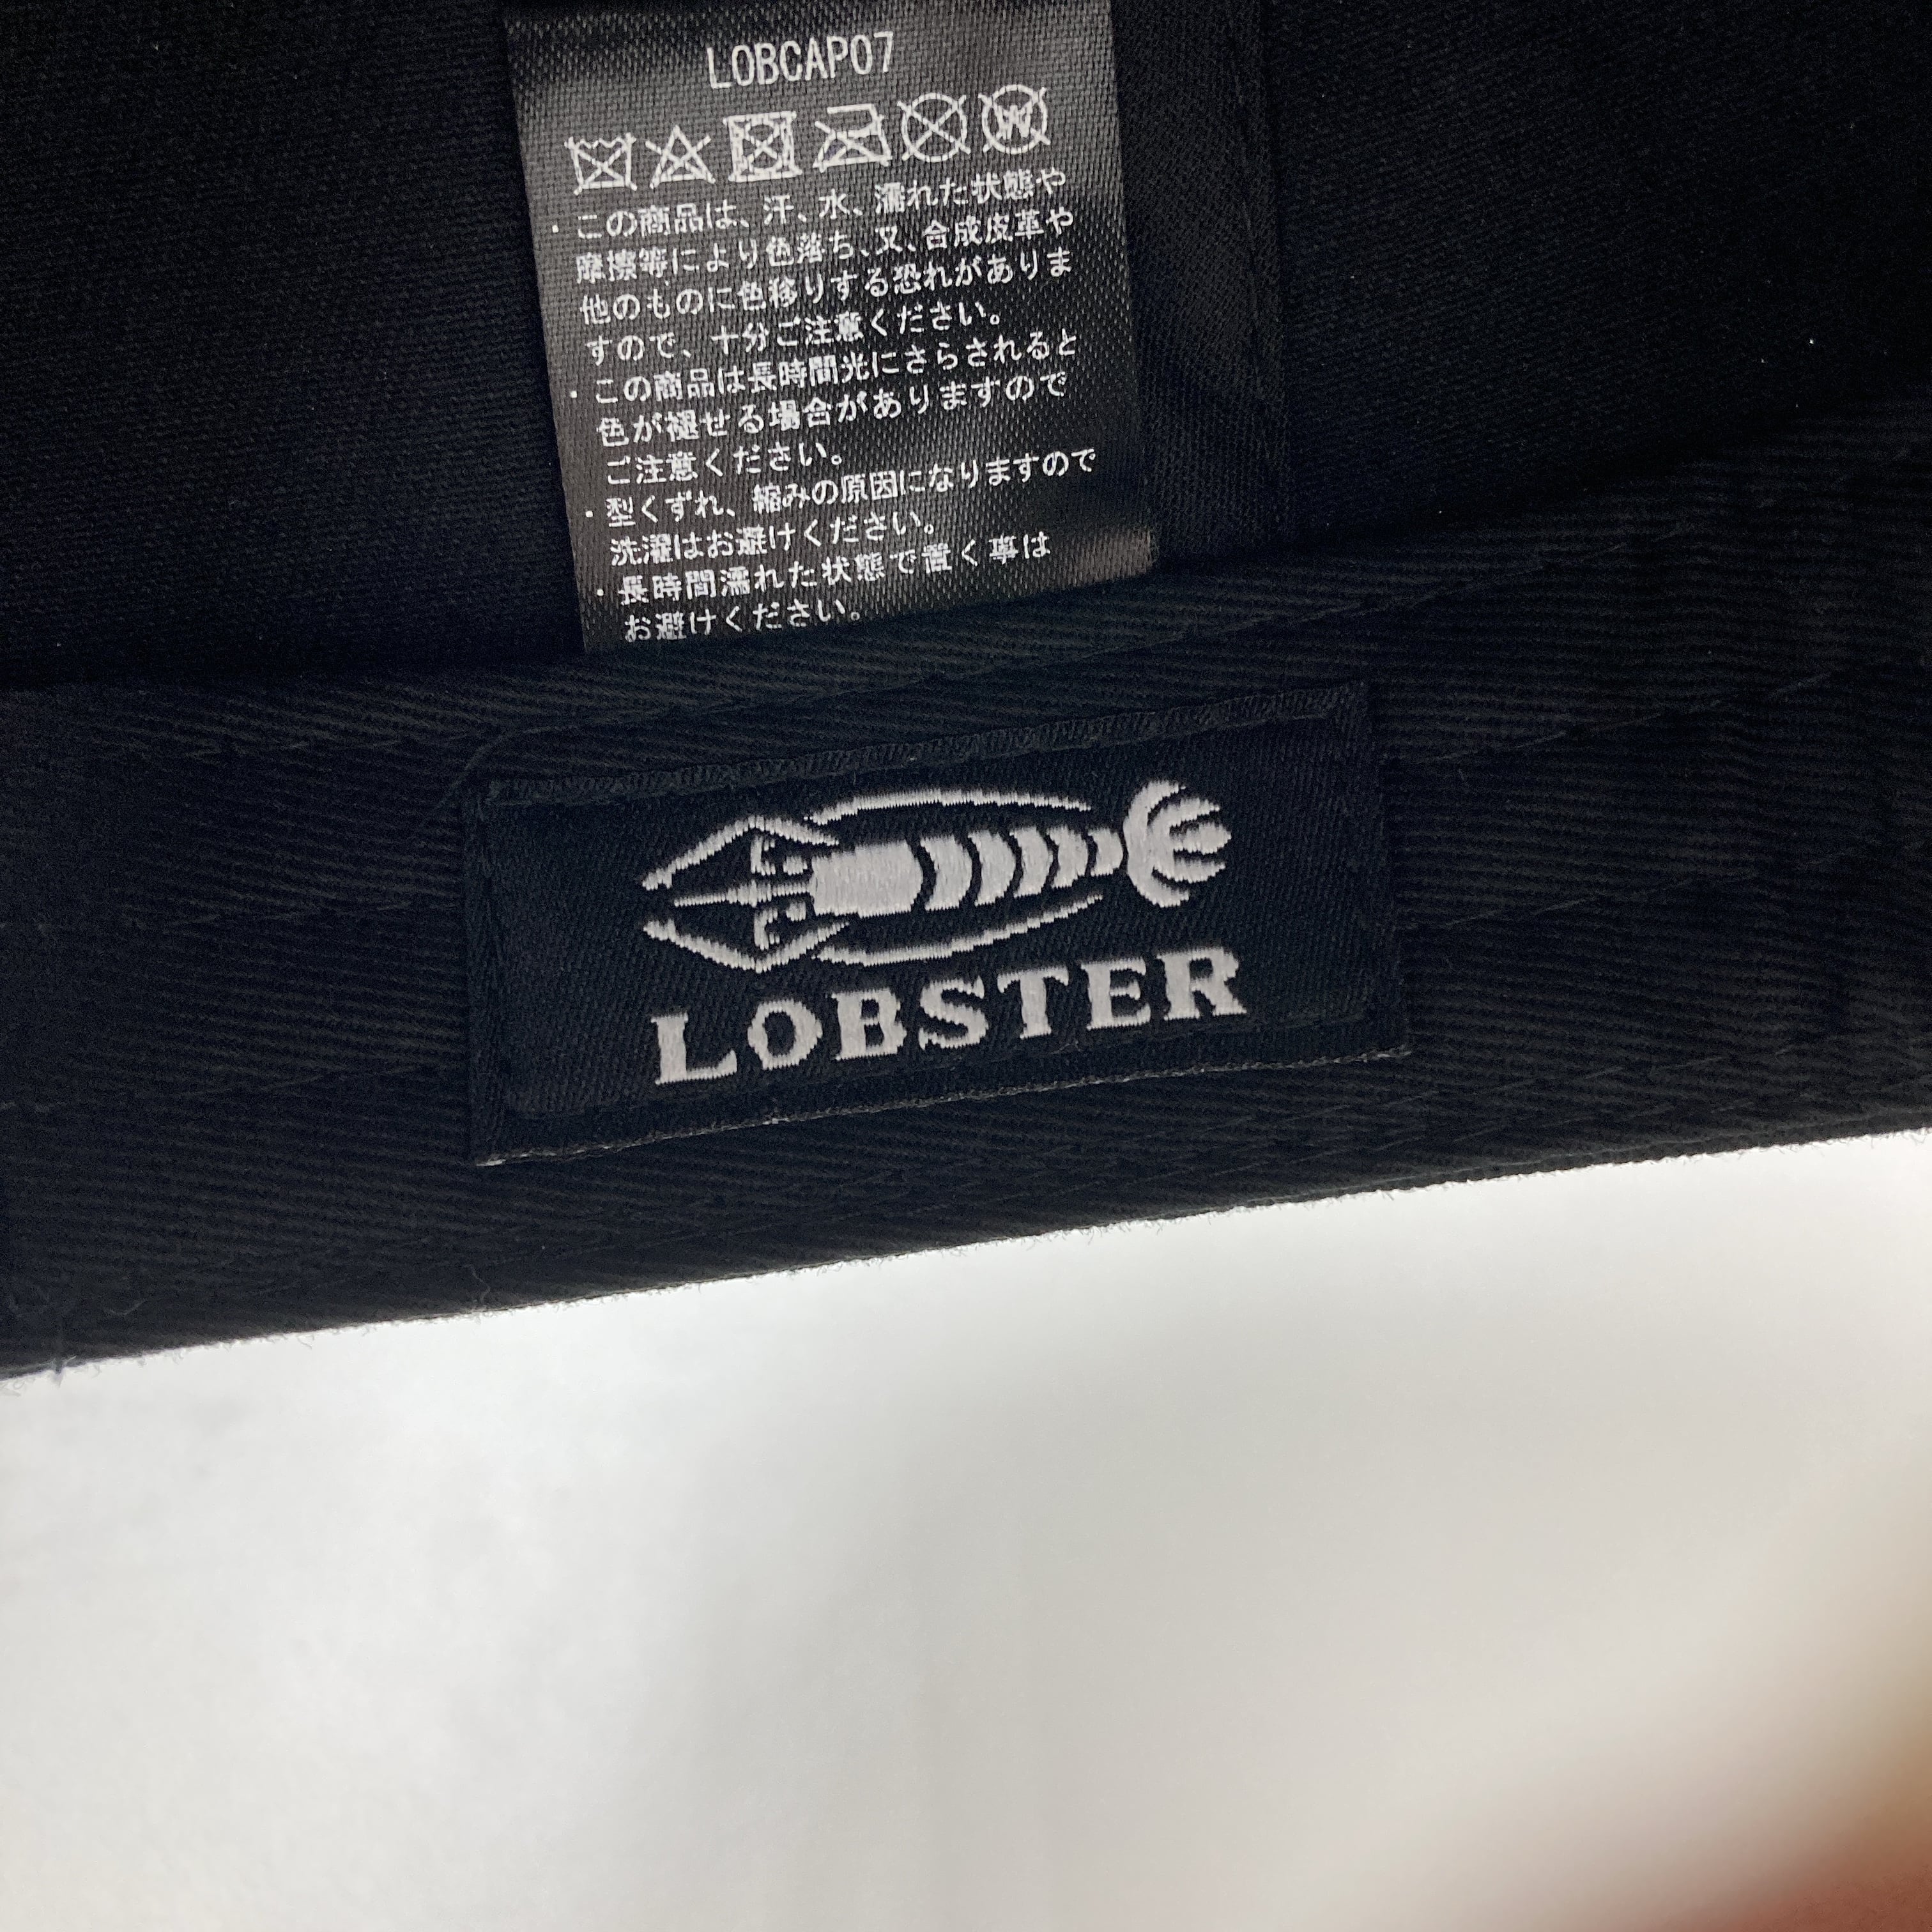 LOBCAP07
・この商品は、汗、水、濡れた状態や
摩擦等により色落ち、又、合成皮革や
他のものに色移りする恐れがありま
すので、十分ご注意ください。
・この商品は長時間光にさらされると
色が褪せる場合がありますので
ご注意ください。
・型くずれ、縮みの原因になりますので
洗濯はお避けください。
・長時間濡れた状態で置く事は
お避けください。
LOBSTER